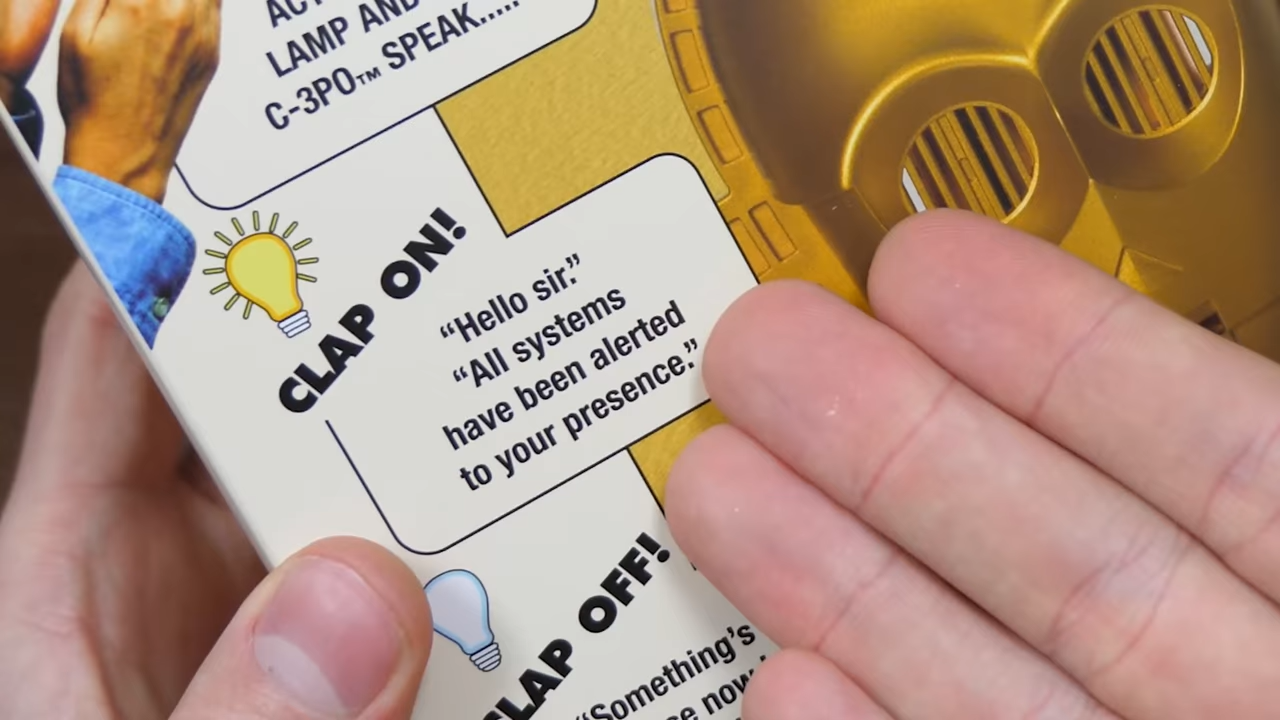 LAMP AND
C-3PO™ SPEAK.....
CLAP ON!
“Hello sir.”
“All systems
have been alerted
to your presence.”
CLAP OFF!
“Something’s